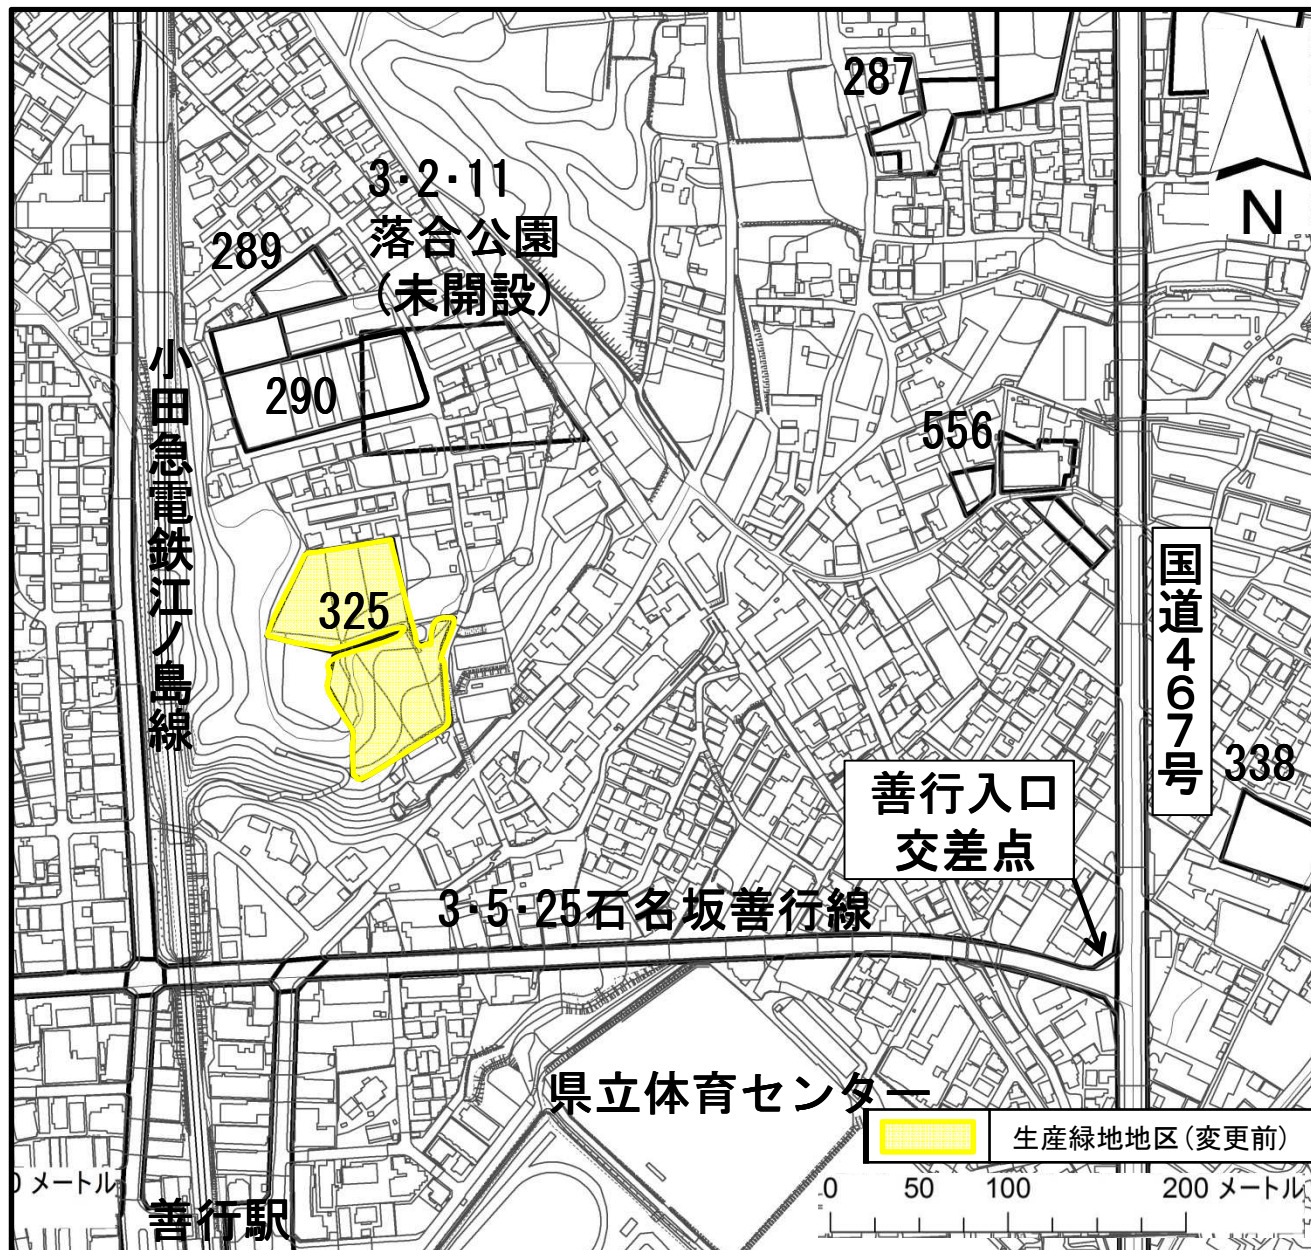 287
3・2・11
落合公園
(未開設)
N
289
290
小田急電鉄江ノ島線
556
325
国道467号
338
善行入口
交差点
3・5・25石名坂善行線
県立体育センター
生産緑地地区(変更前)
0 メートル
0 50 100 200 メートル
善行駅